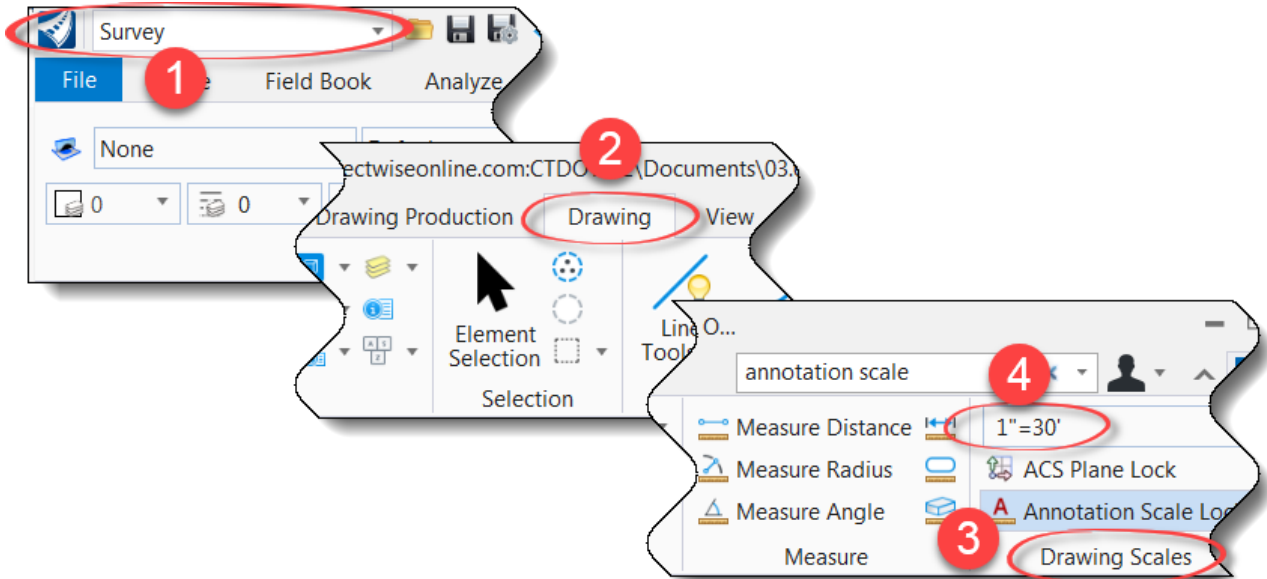 Survey
1
File
Field Book
Analyze
None
0
0
2
ectwiseonline.com:CTDO
\Documents\03.
Drawing Production
Drawing
View
Element
Selection
Selection
Line
Tools
O...
annotation scale
4
Measure Distance
1"=30'
Measure Radius
ACS Plane Lock
Measure Angle
Annotation Scale Loc
3
Measure
Drawing Scales